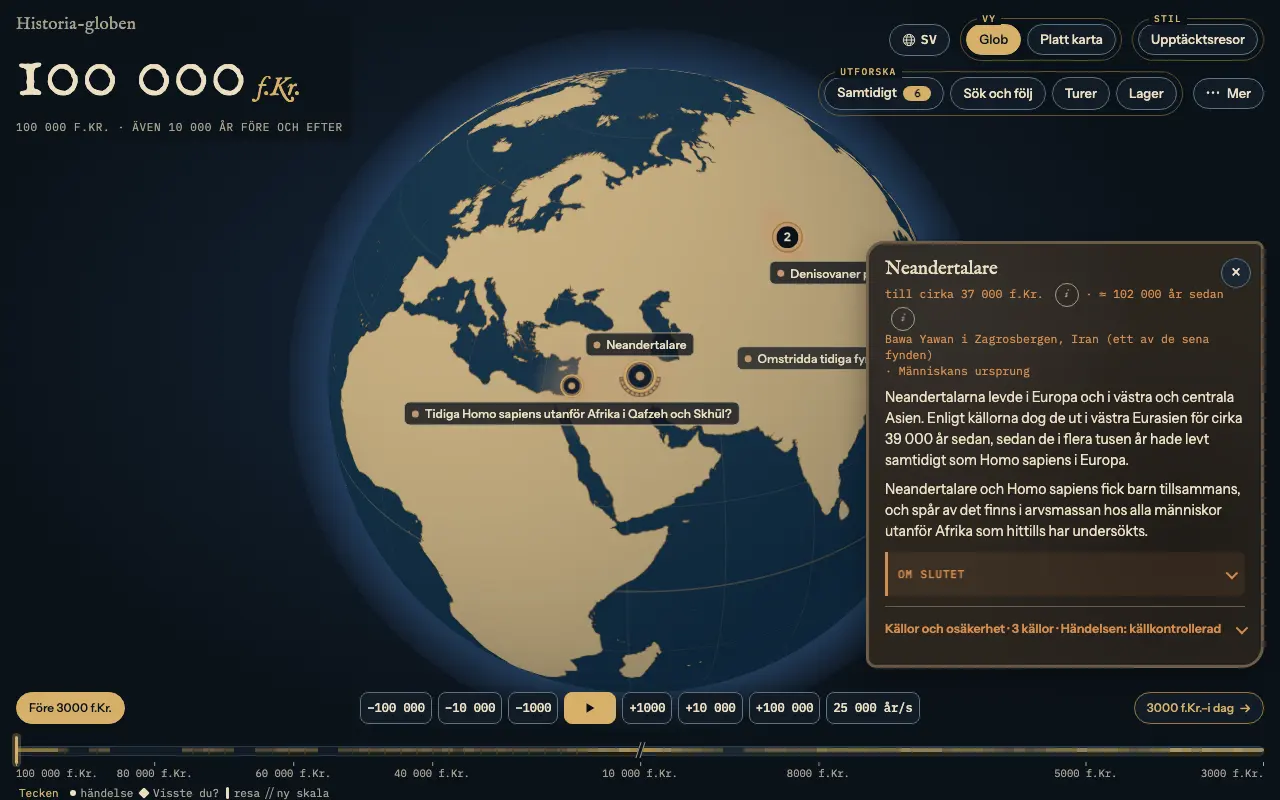 Historia-globen
100 000 f.Kr.
100 000 F.KR. · ÄVEN 10 000 ÅR FÖRE OCH EFTER
SV
VY
Glob
Platt karta
STIL
Upptäcktsresor
UTFORSKA
Samtidigt 6
Sök och följ
Turer
Lager
··· Mer
2
Denisovaner
Neandertalare
Omstridda tidiga
Tidiga Homo sapiens utanför Afrika i Qafzeh och Skhūl?
Neandertalare
×
till cirka 37 000 f.Kr. i · ≈ 102 000 år sedan
i
Bawa Yawan i Zagrosbergen, Iran (ett av de sena
fynden)
· Människans ursprung
Neandertalarna levde i Europa och i västra och centrala
Asien. Enligt källorna dog de ut i västra Eurasien för cirka
39 000 år sedan, sedan de i flera tusen år hade levt
samtidigt som Homo sapiens i Europa.
Neandertalare och Homo sapiens fick barn tillsammans,
och spår av det finns i arvsmassan hos alla människor
utanför Afrika som hittills har undersökts.
OM SLUTET
Källor och osäkerhet · 3 källor · Händelsen: källkontrollerad
Före 3000 f.Kr.
−100 000
−10 000
−1000
+1000
+10 000
+100 000
25 000 år/s
3000 f.Kr.–i dag →
100 000 f.Kr.
80 000 f.Kr.
60 000 f.Kr.
40 000 f.Kr.
10 000 f.Kr.
8000 f.Kr.
5000 f.Kr.
3000 f.Kr.
Tecken händelse Visste du? resa // ny skala